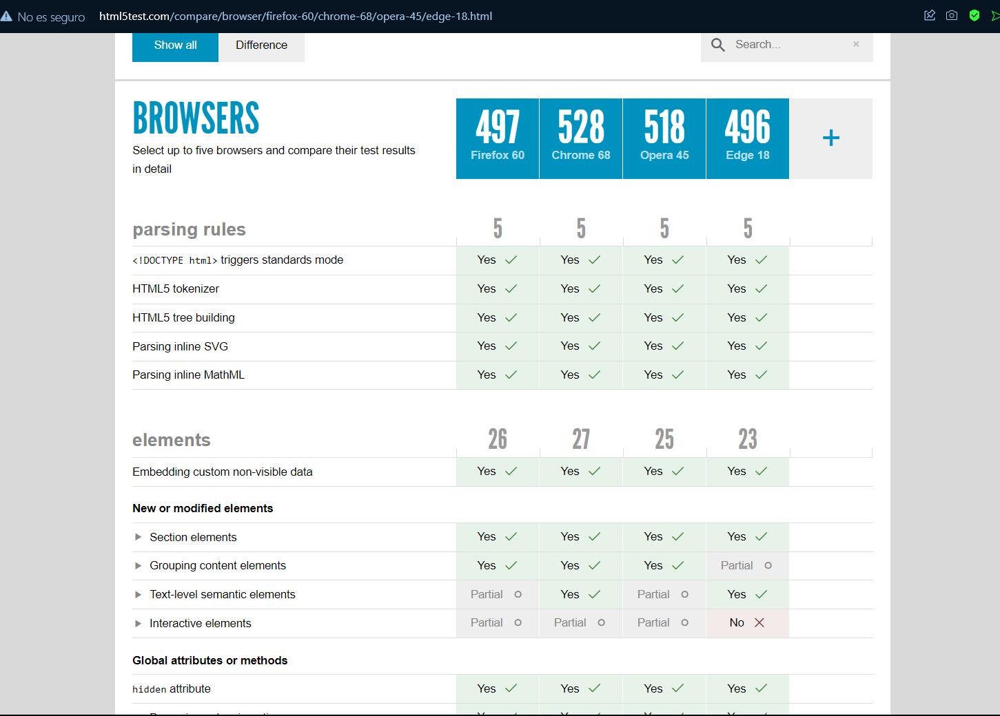 No es seguro html5test.com/compare/browser/firefox-60/chrome-68/opera-45/edge-18.html
Show all Difference Search... ×
BROWSERS
Select up to five browsers and compare their test results
in detail
497 528 518 496 +
Firefox 60 Chrome 68 Opera 45 Edge 18
parsing rules 5 5 5 5
<!DOCTYPE html> triggers standards mode Yes Yes Yes Yes
HTML5 tokenizer Yes Yes Yes Yes
HTML5 tree building Yes Yes Yes Yes
Parsing inline SVG Yes Yes Yes Yes
Parsing inline MathML Yes Yes Yes Yes
elements 26 27 25 23
Embedding custom non-visible data Yes Yes Yes Yes
New or modified elements
Section elements Yes Yes Yes Yes
Grouping content elements Yes Yes Yes Partial
Text-level semantic elements Partial Yes Partial Yes
Interactive elements Partial Partial Partial No
Global attributes or methods
hidden attribute Yes Yes Yes Yes